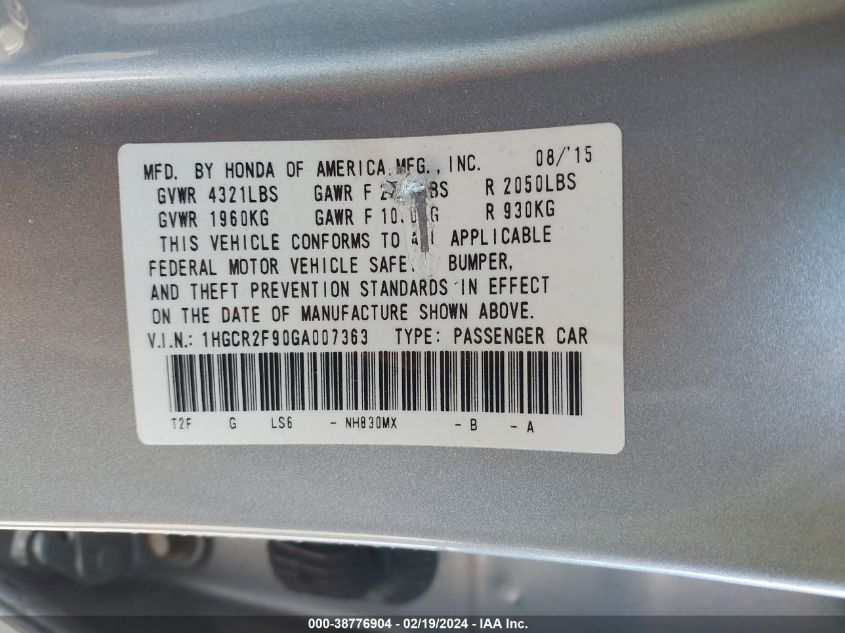 MFD. BY HONDA OF AMERICA MFG., INC. 08/'15
GVWR 4321LBS GAWR F R 2050LBS
GVWR 1960KG GAWR F R 930KG
THIS VEHICLE CONFORMS TO ALL APPLICABLE
FEDERAL MOTOR VEHICLE BUMPER,
AND THEFT PREVENTION STANDARDS IN EFFECT
ON THE DATE OF MANUFACTURE SHOWN ABOVE.
V.I.N.: 1HGCR2F90GA007363 TYPE: PASSENGER CAR
T2F G LS6 - NH830MX - B - A
000-38776904 - 02/19/2024 - IAA Inc.